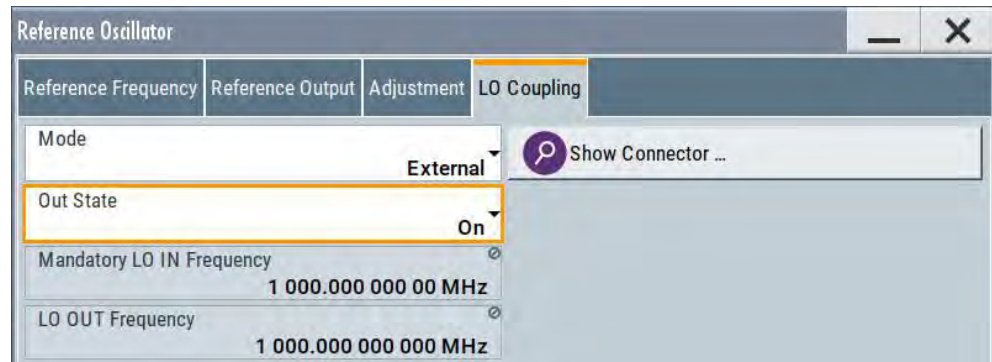 Reference Oscillator
Reference Frequency Reference Output Adjustment LO Coupling
Mode
External
Show Connector ...
Out State
On
Mandatory LO IN Frequency
1 000.000 000 00 MHz
LO OUT Frequency
1 000.000 000 000 MHz